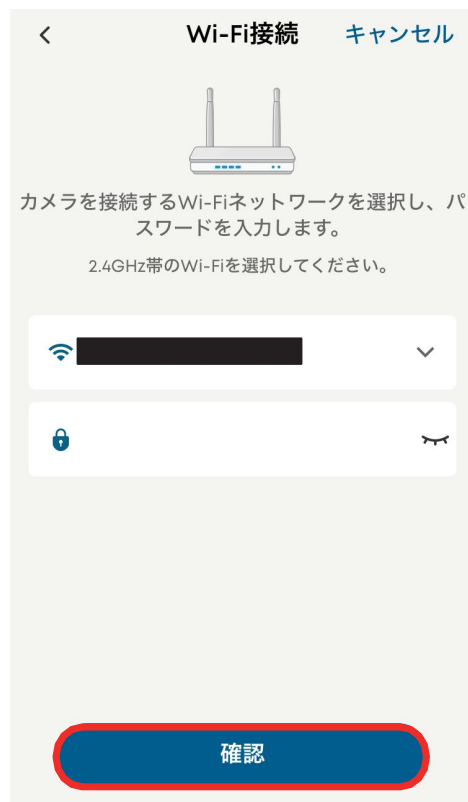 Wi-Fi接続
キャンセル
カメラを接続するWi-Fiネットワークを選択し、パ
スワードを入力します。
2.4GHz帯のWi-Fiを選択してください。
確認